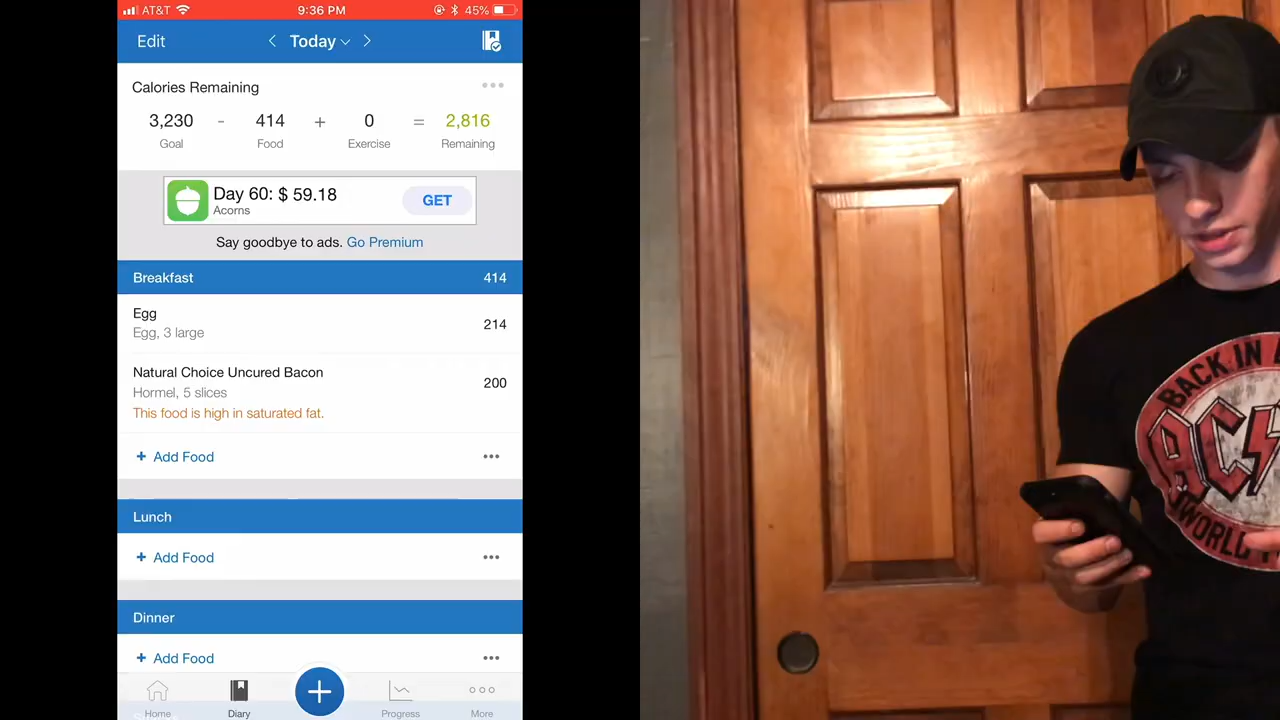 AT&T 9:36 PM 45%
Edit Today
Calories Remaining
3,230 - 414 + 0 = 2,816
Goal Food Exercise Remaining
Day 60: $ 59.18
Acorns
GET
Say goodbye to ads. Go Premium
Breakfast 414
Egg
Egg, 3 large
214
Natural Choice Uncured Bacon
Hormel, 5 slices
200
This food is high in saturated fat.
+ Add Food
Lunch
+ Add Food
Dinner
+ Add Food
Home Diary + Progress More
BACK IN
AC
WORLD